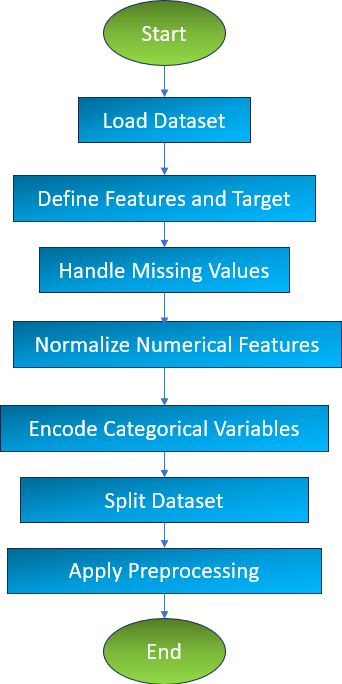 Start
Load Dataset
Define Features and Target
Handle Missing Values
Normalize Numerical Features
Encode Categorical Variables
Split Dataset
Apply Preprocessing
End